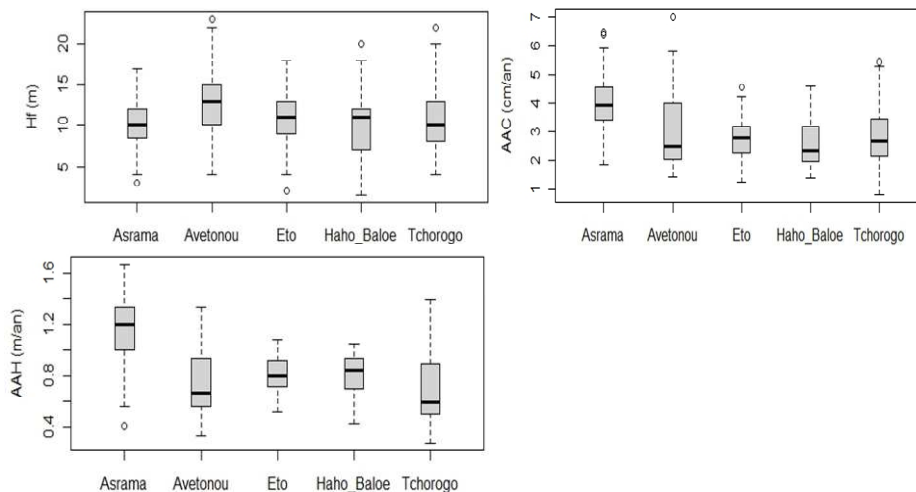 Hf (m)
20
15
10
5
Asrama Avetonou Eto Haho_Baloe Tchorogo
AAC (cm/an)
7
6
5
4
3
2
1
Asrama Avetonou Eto Haho_Baloe Tchorogo
AAH (m/an)
1.6
1.2
0.8
0.4
Asrama Avetonou Eto Haho_Baloe Tchorogo